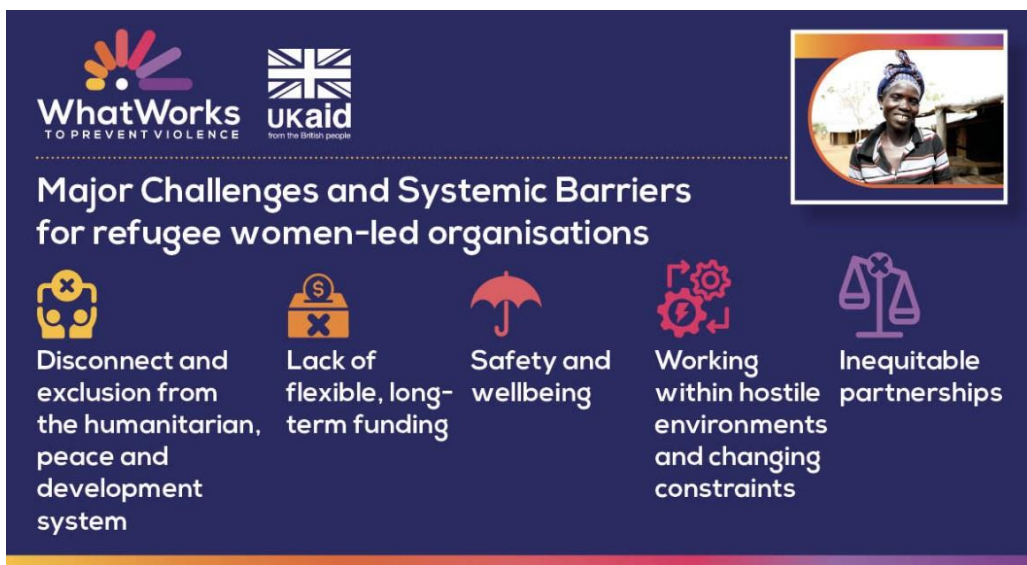 WhatWorks
TO PREVENT VIOLENCE
UKaid
from the British people
Major Challenges and Systemic Barriers
for refugee women-led organisations
Disconnect and
exclusion from
the humanitarian,
peace and
development
system
Lack of
flexible, long-
term funding
Safety and
wellbeing
Working
within hostile
environments
and changing
constraints
Inequitable
partnerships